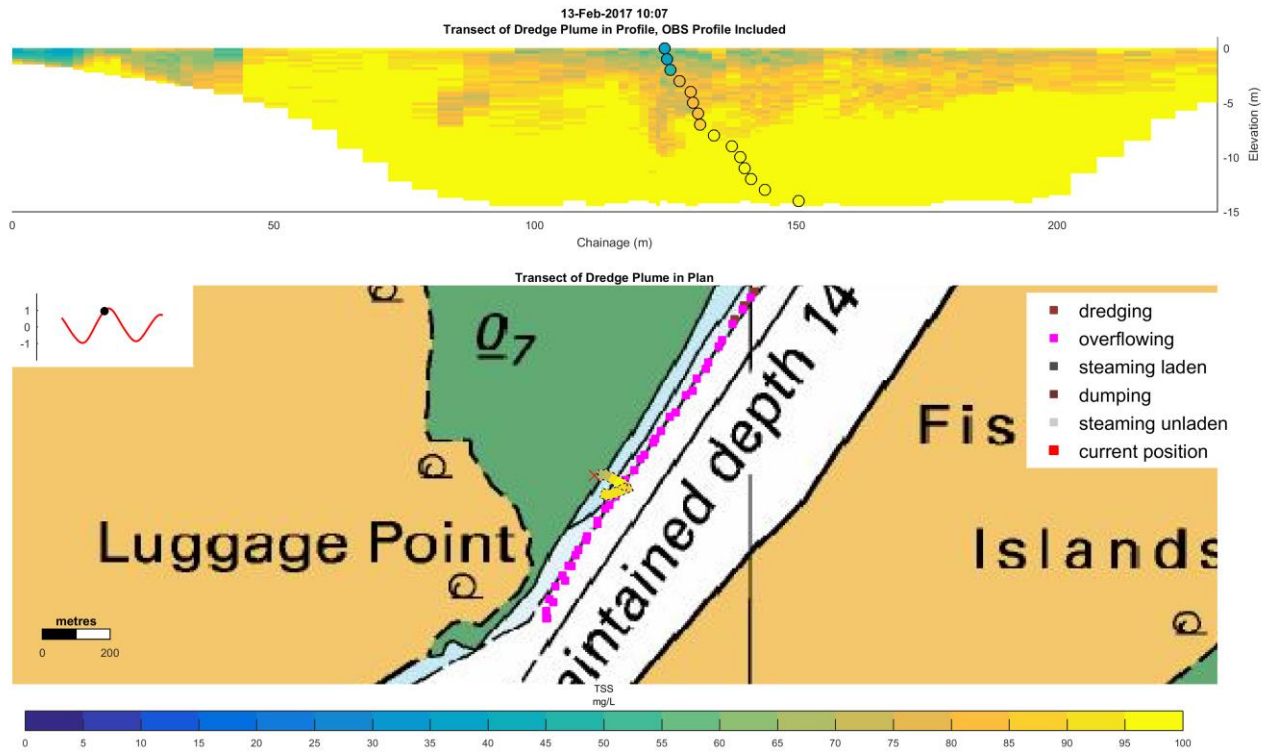 13-Feb-2017 10:07
Transect of Dredge Plume in Profile, OBS Profile Included
0
-5
-10
-15
Elevation (m)
0 50 100 150 200
Chainage (m)
Transect of Dredge Plume in Plan
1
0
-1
0 7
dredging
overflowing
steaming laden
dumping
steaming unladen
current position
Fis
Luggage Point
Islands
aintained depth 14
metres
0 200
TSS
mg/L
0 5 10 15 20 25 30 35 40 45 50 55 60 65 70 75 80 85 90 95 100